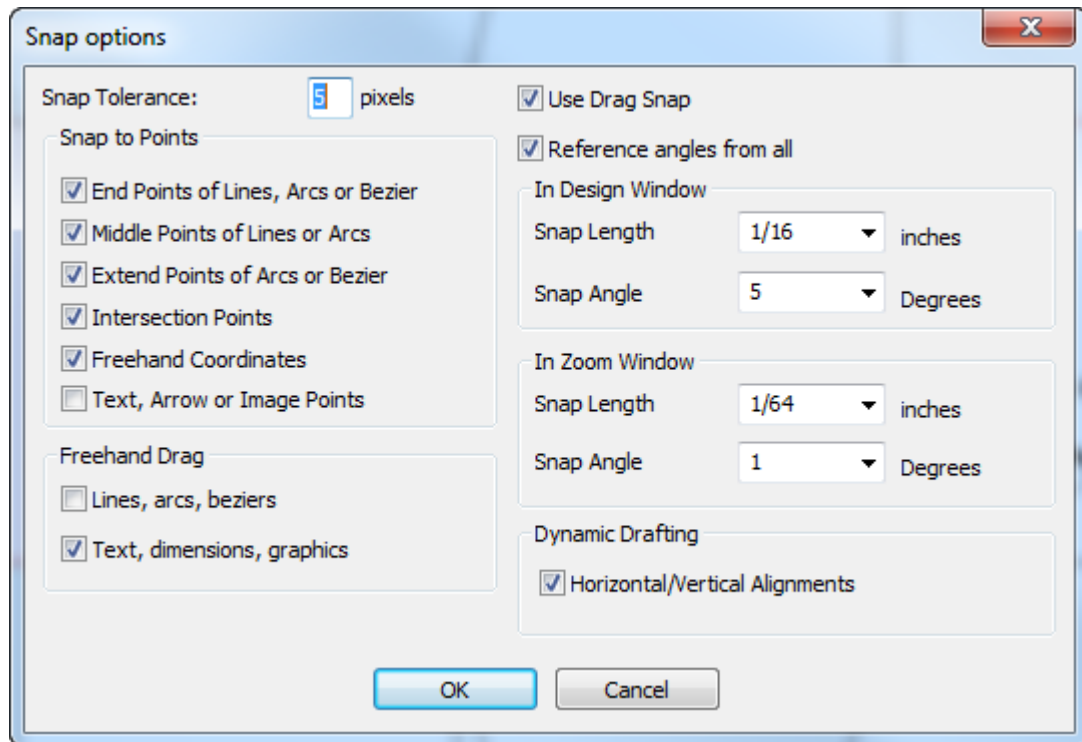 Snap options
Snap Tolerance: 5 pixels
Snap to Points
End Points of Lines, Arcs or Bezier
Middle Points of Lines or Arcs
Extend Points of Arcs or Bezier
Intersection Points
Freehand Coordinates
Text, Arrow or Image Points
Freehand Drag
Lines, arcs, beziers
Text, dimensions, graphics
Use Drag Snap
Reference angles from all
In Design Window
Snap Length 1/16 inches
Snap Angle 5 Degrees
In Zoom Window
Snap Length 1/64 inches
Snap Angle 1 Degrees
Dynamic Drafting
Horizontal/Vertical Alignments
OK Cancel